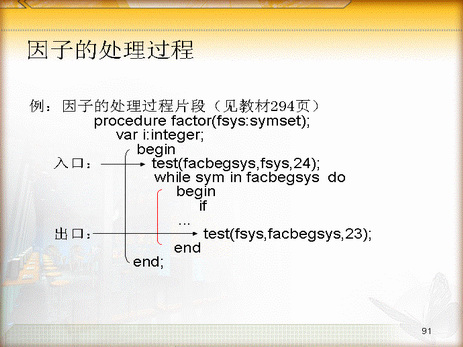 因子的处理过程
例：因子的处理过程片段（见教材294页）
procedure factor(fsys:symset);
var i:integer;
begin
入口： test(facbegsys,fsys,24);
while sym in facbegsys do
begin
if
...
出口： test(fsys,facbegsys,23);
end
end;
91